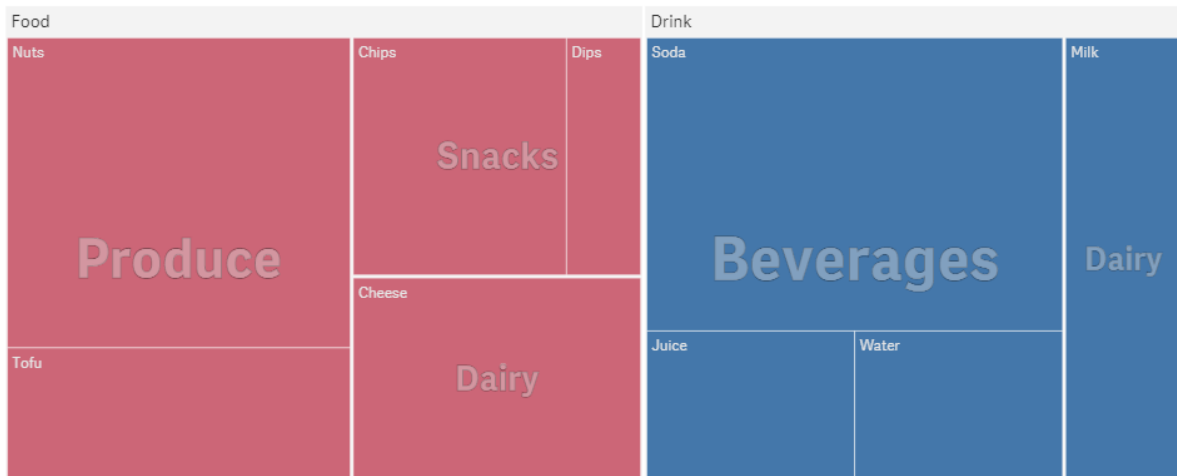 Food
Nuts
Produce
Tofu
Chips
Dips
Snacks
Cheese
Dairy
Drink
Soda
Beverages
Juice
Water
Milk
Dairy